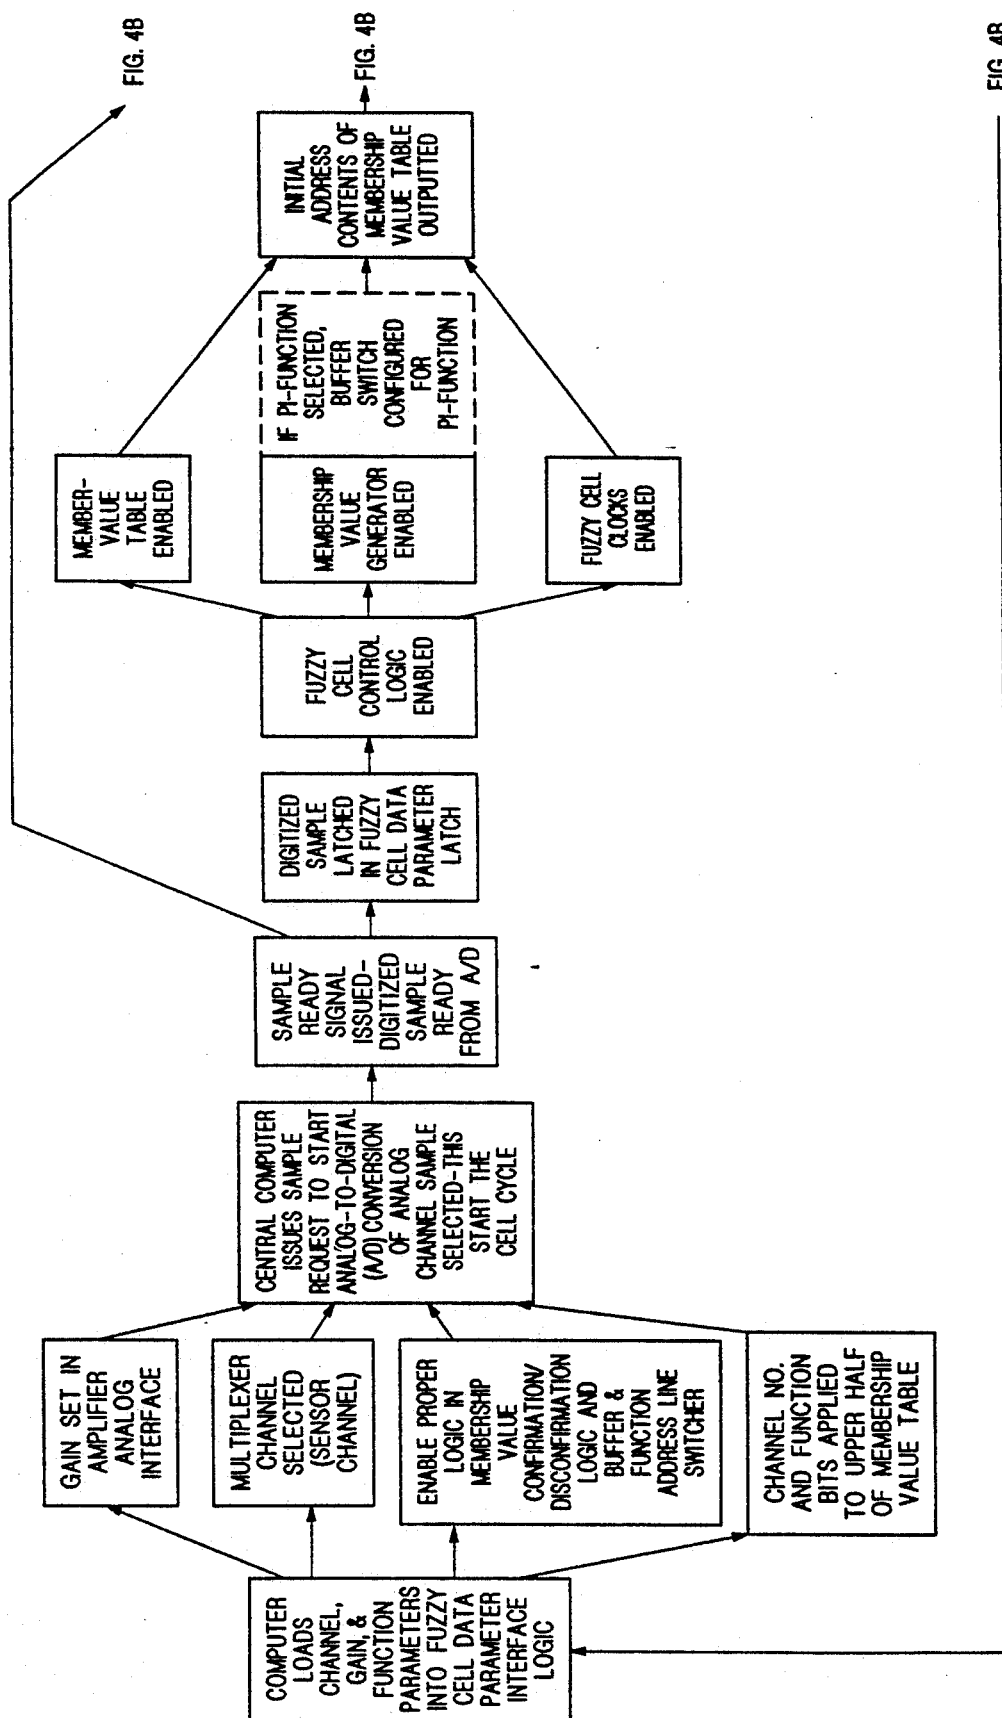 COMPUTER
LOADS
CHANNEL,
GAIN, &
FUNCTION
PARAMETERS
INTO FUZZY
CELL DATA
PARAMETER
INTERFACE
LOGIC
GAIN SET IN
AMPLIFIER
ANALOG
INTERFACE
MULTIPLEXER
CHANNEL
SELECTED
(SENSOR
CHANNEL)
ENABLE PROPER
LOGIC IN
MEMBERSHIP
VALUE
CONFIRMATION/
DISCONFIRMATION
LOGIC AND
BUFFER &
FUNCTION
ADDRESS LINE
SWITCHER
CHANNEL NO.
AND FUNCTION
BITS APPLIED
TO UPPER HALF
OF MEMBERSHIP
VALUE TABLE
CENTRAL COMPUTER
ISSUES SAMPLE
REQUEST TO START
ANALOG-TO-DIGITAL
(A/D) CONVERSION
OF ANALOG
CHANNEL SAMPLE
SELECTED-THIS
START THE
CELL CYCLE
SAMPLE
READY
SIGNAL
ISSUED-
DIGITIZED
SAMPLE
READY
FROM A/D
DIGITIZED
SAMPLE
LATCHED
IN FUZZY
CELL DATA
PARAMETER
LATCH
FUZZY
CELL
CONTROL
LOGIC
ENABLED
MEMBER-
VALUE
TABLE
ENABLED
MEMBERSHIP
VALUE
GENERATOR
ENABLED
IF PI-FUNCTION
SELECTED,
BUFFER
SWITCH
CONFIGURED
FOR
PI-FUNCTION
FUZZY CELL
CLOCKS
ENABLED
INITIAL
ADDRESS
CONTENTS OF
MEMBERSHIP
VALUE TABLE
OUTPUTTED
FIG. 4B
FIG. 4B
FIG. 4B